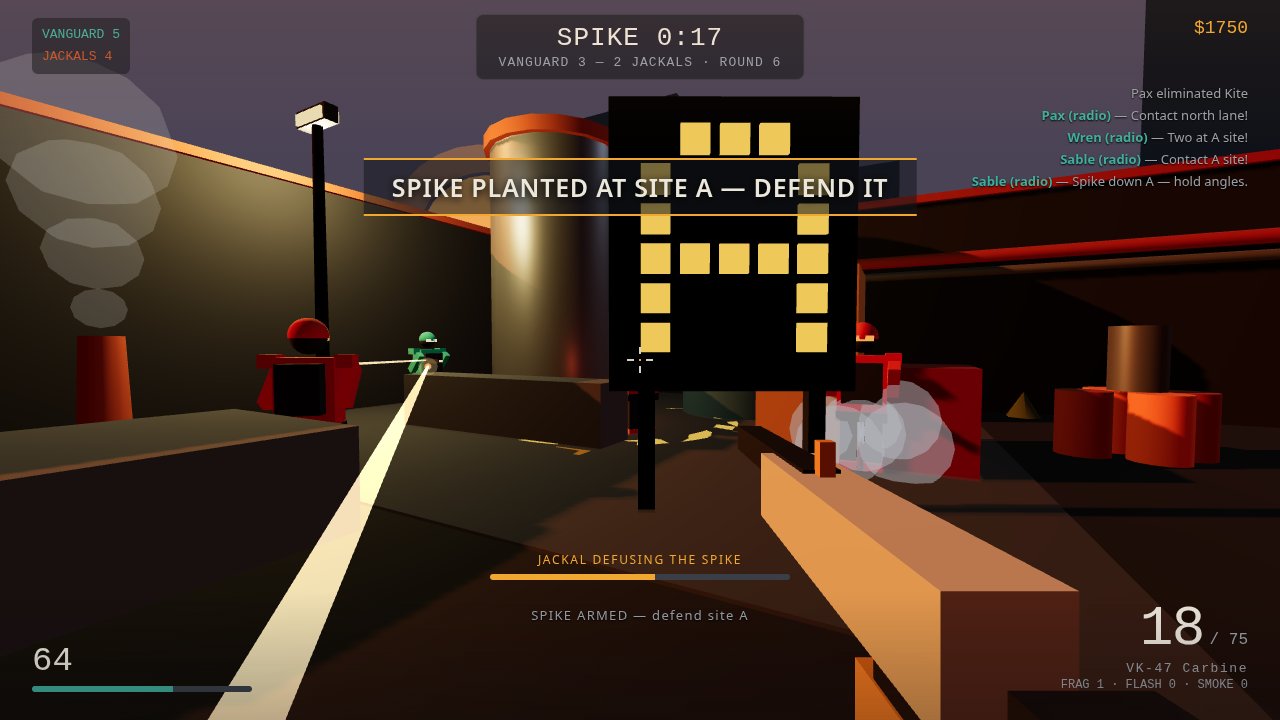 VANGUARD 5
JACKALS 4
SPIKE 0:17
VANGUARD 3 — 2 JACKALS · ROUND 6
$1750
Pax eliminated Kite
Pax (radio) — Contact north lane!
Wren (radio) — Two at A site!
Sable (radio) — Contact A site!
Sable (radio) — Spike down A — hold angles.
SPIKE PLANTED AT SITE A — DEFEND IT
A
JACKAL DEFUSING THE SPIKE
SPIKE ARMED — defend site A
64
18 / 75
VK-47 Carbine
FRAG 1 · FLASH 0 · SMOKE 0